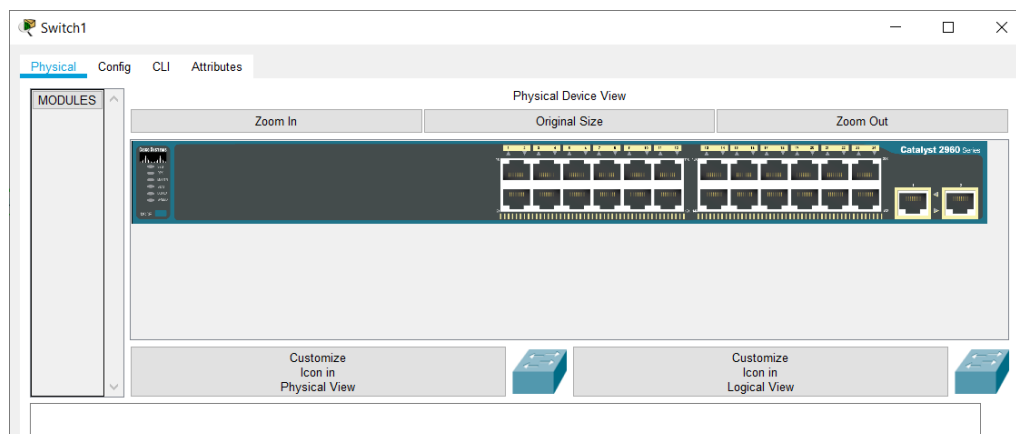 Switch1
Physical Config CLI Attributes
MODULES
Physical Device View
Zoom In Original Size Zoom Out
Catalyst 2960 Series
Customize
Icon in
Physical View
Customize
Icon in
Logical View